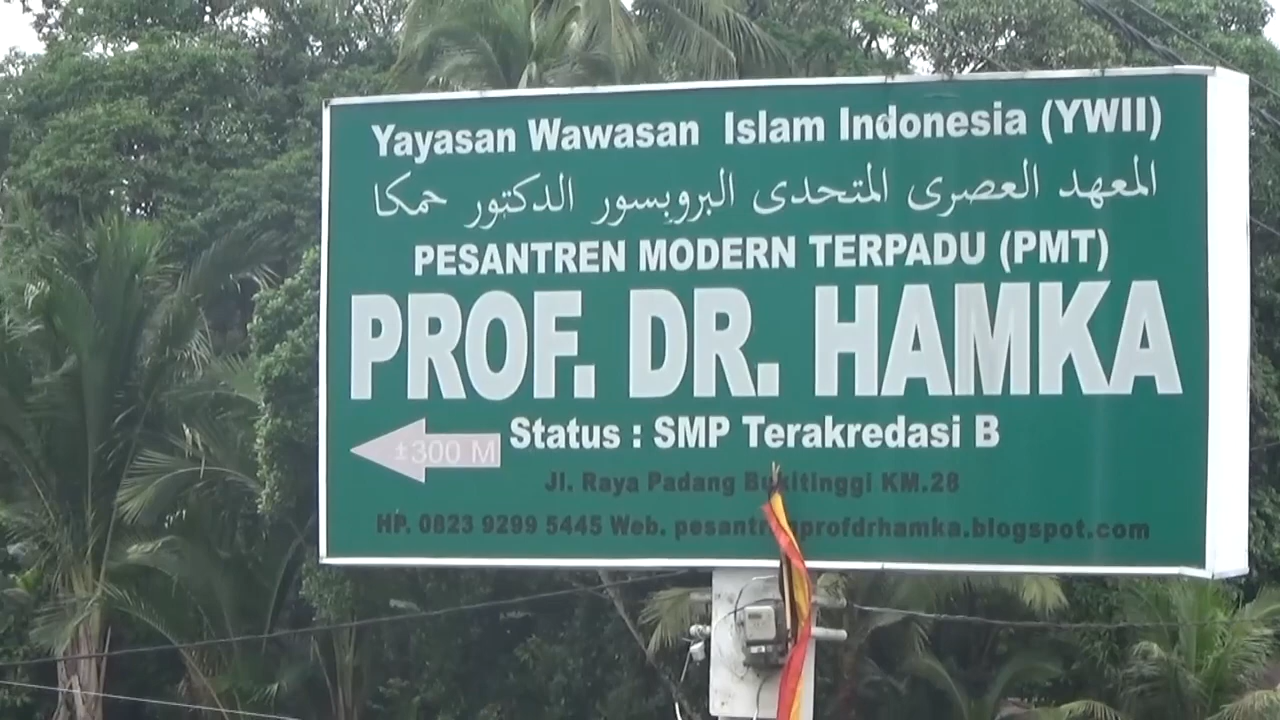 Yayasan Wawasan Islam Indonesia (YWII)
المعهد العصرى المتحدى البروبسور الدكتور حمكا
PESANTREN MODERN TERPADU (PMT)
PROF. DR. HAMKA
±300 M
Status : SMP Terakredasi B
Jl. Raya Padang Bukitinggi KM.28
HP. 0823 9299 5445 Web. pesantrenprofdrhamka.blogspot.com